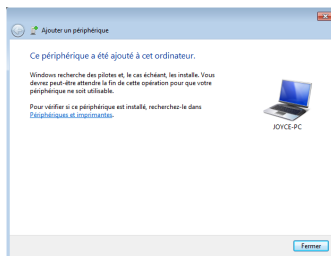 Ajouter un périphérique
Ce périphérique a été ajouté à cet ordinateur.
Windows recherche des pilotes et, le cas échéant, les installe. Vous
devrez peut-être attendre la fin de cette opération pour que votre
périphérique ne soit utilisable.
Pour vérifier si ce périphérique est installé, recherchez-le dans
Périphériques et imprimantes.
JOYCE-PC
Fermer